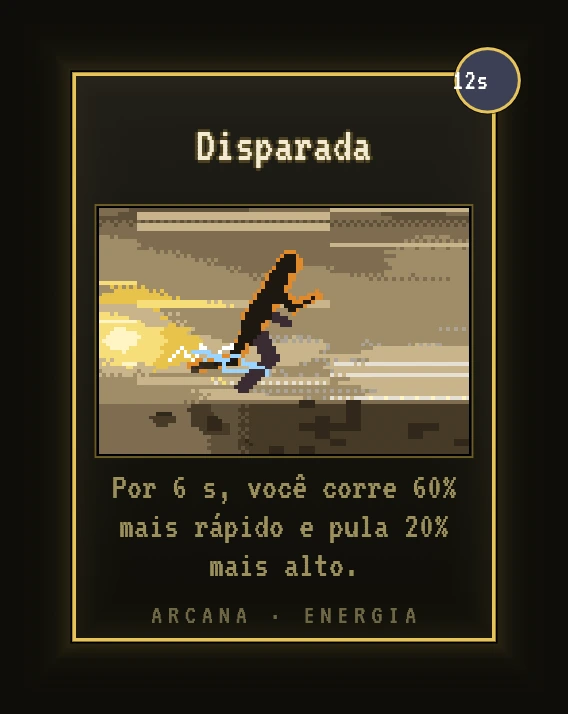 12s
Disparada
Por 6 s, você corre 60%
mais rápido e pula 20%
mais alto.
ARCANA · ENERGIA